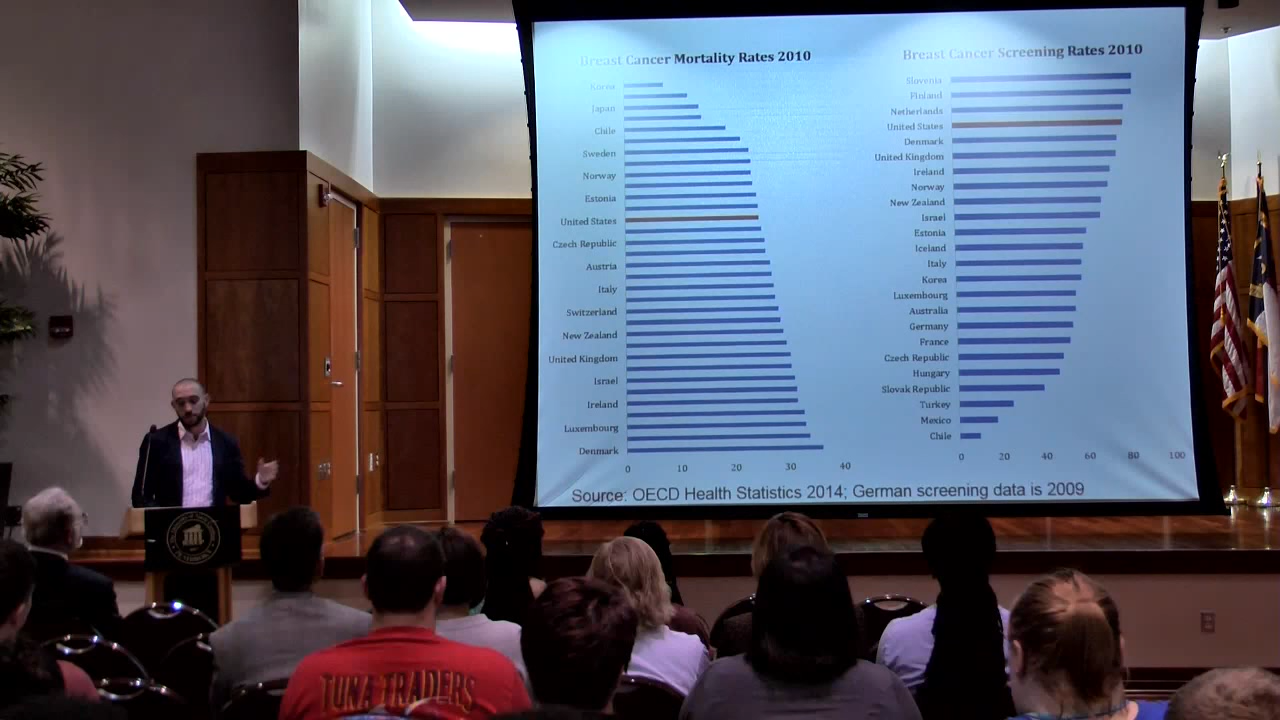 Breast Cancer Mortality Rates 2010
Korea
Japan
Chile
Sweden
Norway
Estonia
United States
Czech Republic
Austria
Italy
Switzerland
New Zealand
United Kingdom
Israel
Ireland
Luxembourg
Denmark
0 10 20 30 40
Breast Cancer Screening Rates 2010
Slovenia
Finland
Netherlands
United States
Denmark
United Kingdom
Ireland
Norway
New Zealand
Israel
Estonia
Iceland
Italy
Korea
Luxembourg
Australia
Germany
France
Czech Republic
Hungary
Slovak Republic
Turkey
Mexico
Chile
0 20 40 60 80 100
Source: OECD Health Statistics 2014; German screening data is 2009
TUNA TRADERS